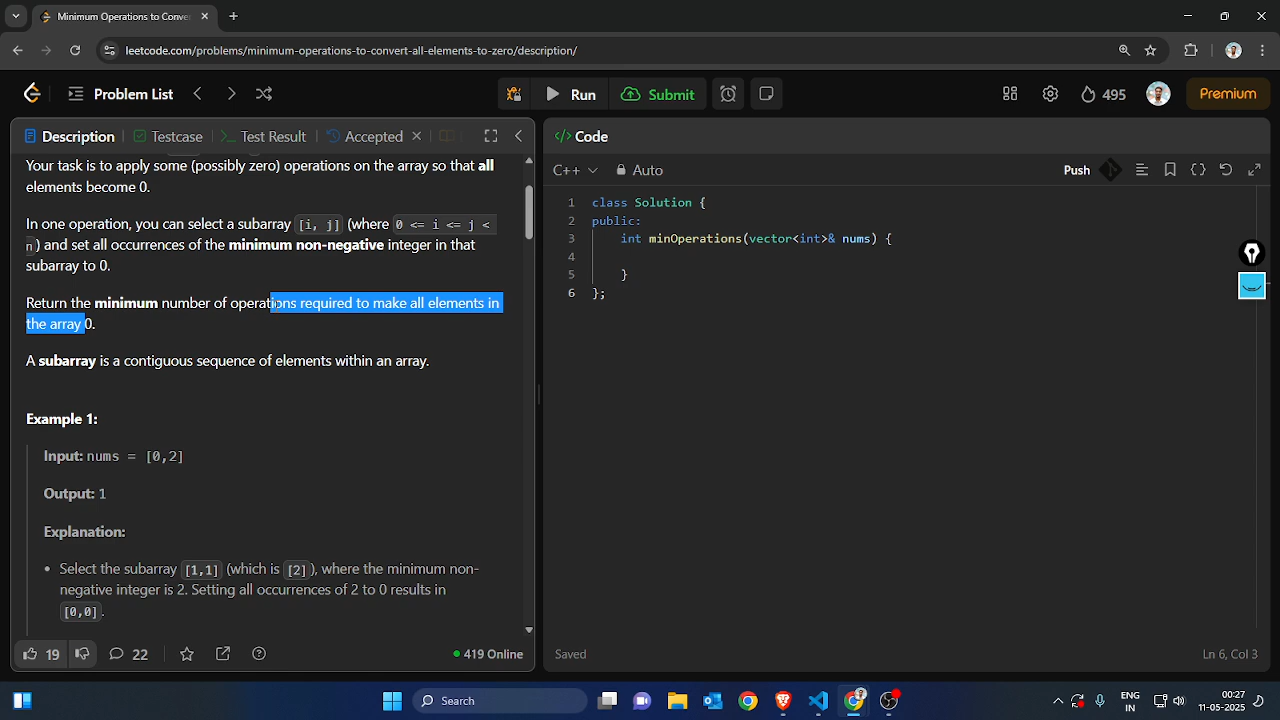 Minimum Operations to Conve
leetcode.com/problems/minimum-operations-to-convert-all-elements-to-zero/description/
Problem List
Run
Submit
495
Premium
Description
Testcase
Test Result
Accepted
</> Code
Your task is to apply some (possibly zero) operations on the array so that all
elements become 0.
In one operation, you can select a subarray [i, j] (where 0 <= i <= j <
n) and set all occurrences of the minimum non-negative integer in that
subarray to 0.
Return the minimum number of operations required to make all elements in
the array 0.
A subarray is a contiguous sequence of elements within an array.
Example 1:
Input: nums = [0,2]
Output: 1
Explanation:
• Select the subarray [1,1] (which is [2]), where the minimum non-
negative integer is 2. Setting all occurrences of 2 to 0 results in
[0,0].
19
22
419 Online
C++
Auto
Push
1 class Solution {
2 public:
3 int minOperations(vector<int>& nums) {
4
5 }
6 };
Saved
Ln 6, Col 3
Search
ENG
IN
00:27
11-05-2025